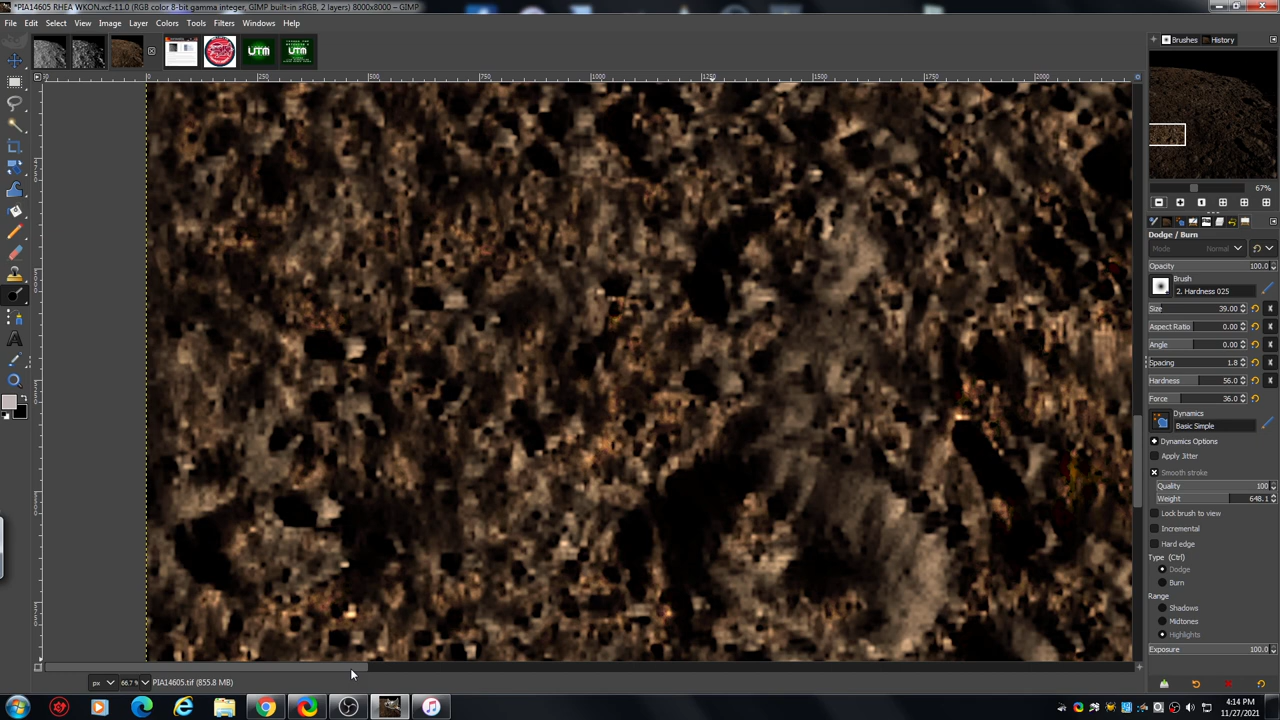 *PIA14605 RHEA WKON.xcf-11.0 (RGB color 8-bit gamma integer, GIMP built-in sRGB, 2 layers) 8000x8000 – GIMP
File Edit Select View Image Layer Colors Tools Filters Windows Help
UTM UTM
Brushes History
0 250 500 750 1000 1250 1500 1750 2000
67%
Dodge / Burn
Mode Normal
Opacity 100.0
Brush
2. Hardness 025
Size 39.00
Aspect Ratio 0.00
Angle 0.00
Spacing 1.8
Hardness 56.0
Force 36.0
Dynamics
Basic Simple
Dynamics Options
Apply Jitter
Smooth stroke
Quality 100
Weight 648.1
Lock brush to view
Incremental
Hard edge
Type (Ctrl)
Dodge
Burn
Range
Shadows
Midtones
Highlights
Exposure 100.0
px 66.7 % PIA14605.tif (855.8 MB)
4:14 PM
11/27/2021